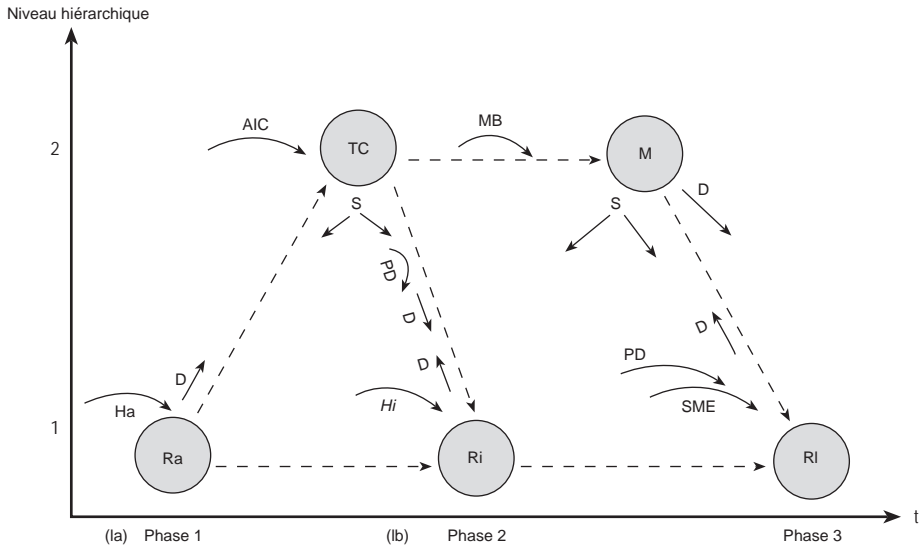 Niveau hiérarchique
AIC
MB
2
TC
M
D
S
S
PD
D
D
D
PD
D
Ha
Hi
SME
1
Ra
Ri
RI
t
(Ia) Phase 1 (Ib) Phase 2 Phase 3